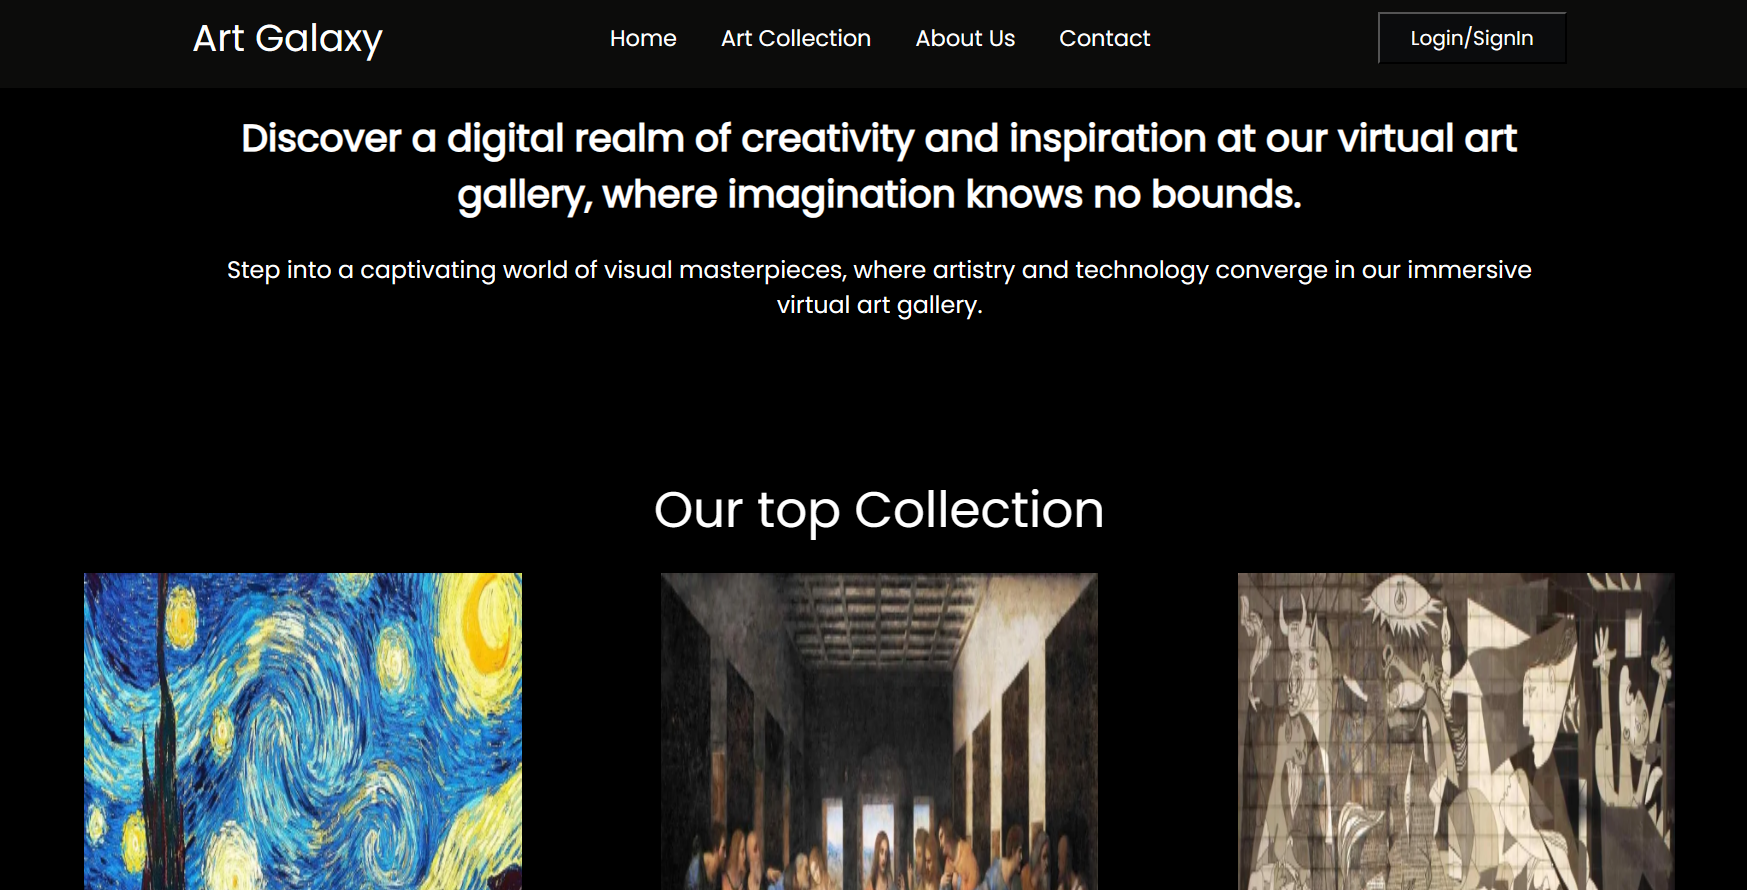 Art Galaxy
Home
Art Collection
About Us
Contact
Login/SignIn
Discover a digital realm of creativity and inspiration at our virtual art
gallery, where imagination knows no bounds.
Step into a captivating world of visual masterpieces, where artistry and technology converge in our immersive
virtual art gallery.
Our top Collection